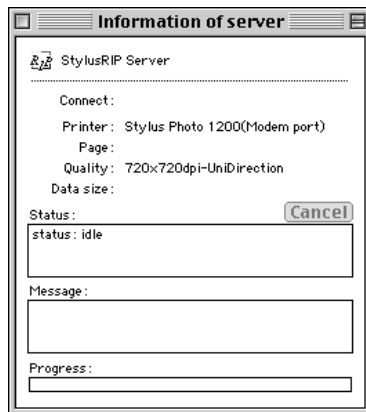 Information of server
RIP StylusRIP Server
Connect:
Printer: Stylus Photo 1200(Modem port)
Page:
Quality: 720x720dpi-UniDirection
Data size:
Status:
Cancel
status: idle
Message:
Progress: